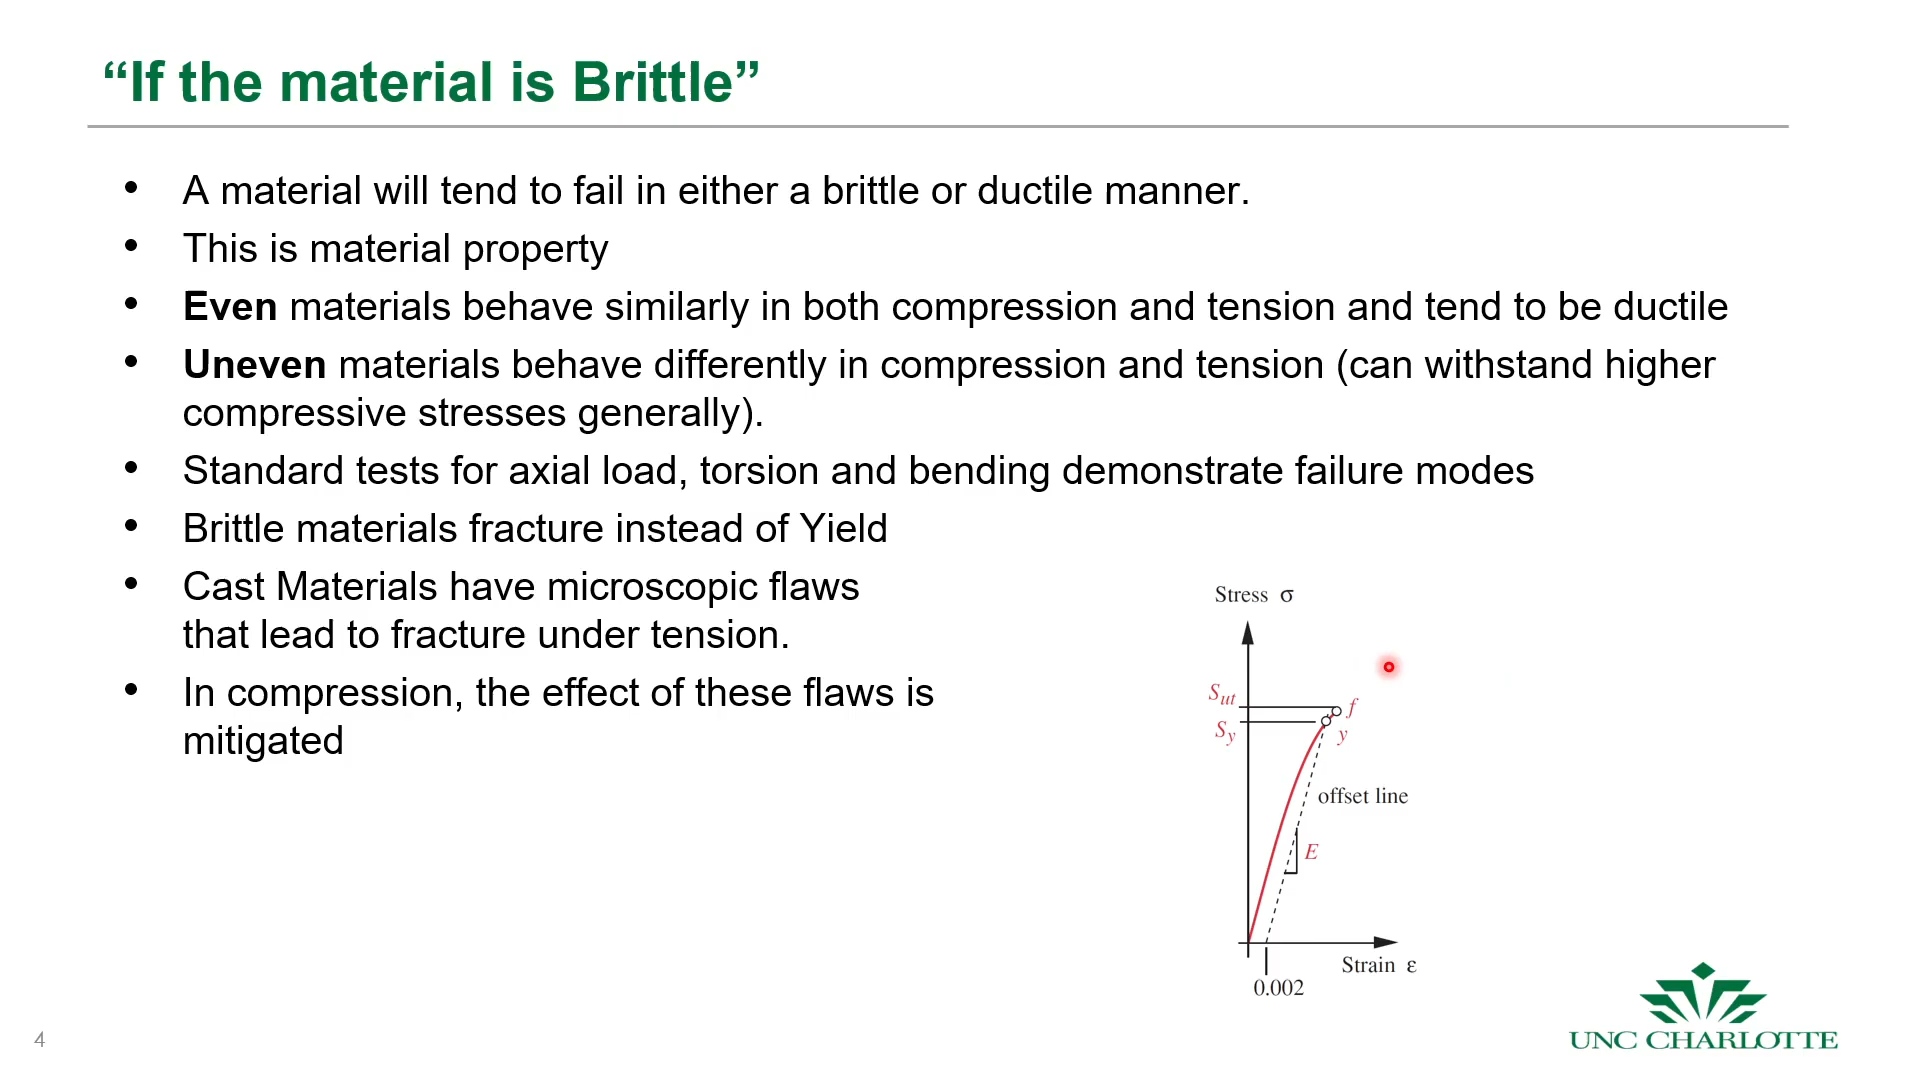 “If the material is Brittle”
• A material will tend to fail in either a brittle or ductile manner.
• This is material property
• Even materials behave similarly in both compression and tension and tend to be ductile
• Uneven materials behave differently in compression and tension (can withstand higher
compressive stresses generally).
• Standard tests for axial load, torsion and bending demonstrate failure modes
• Brittle materials fracture instead of Yield
• Cast Materials have microscopic flaws
that lead to fracture under tension.
• In compression, the effect of these flaws is
mitigated
Stress σ
Sut
f
Sy
y
offset line
E
Strain ε
0.002
UNC CHARLOTTE
4